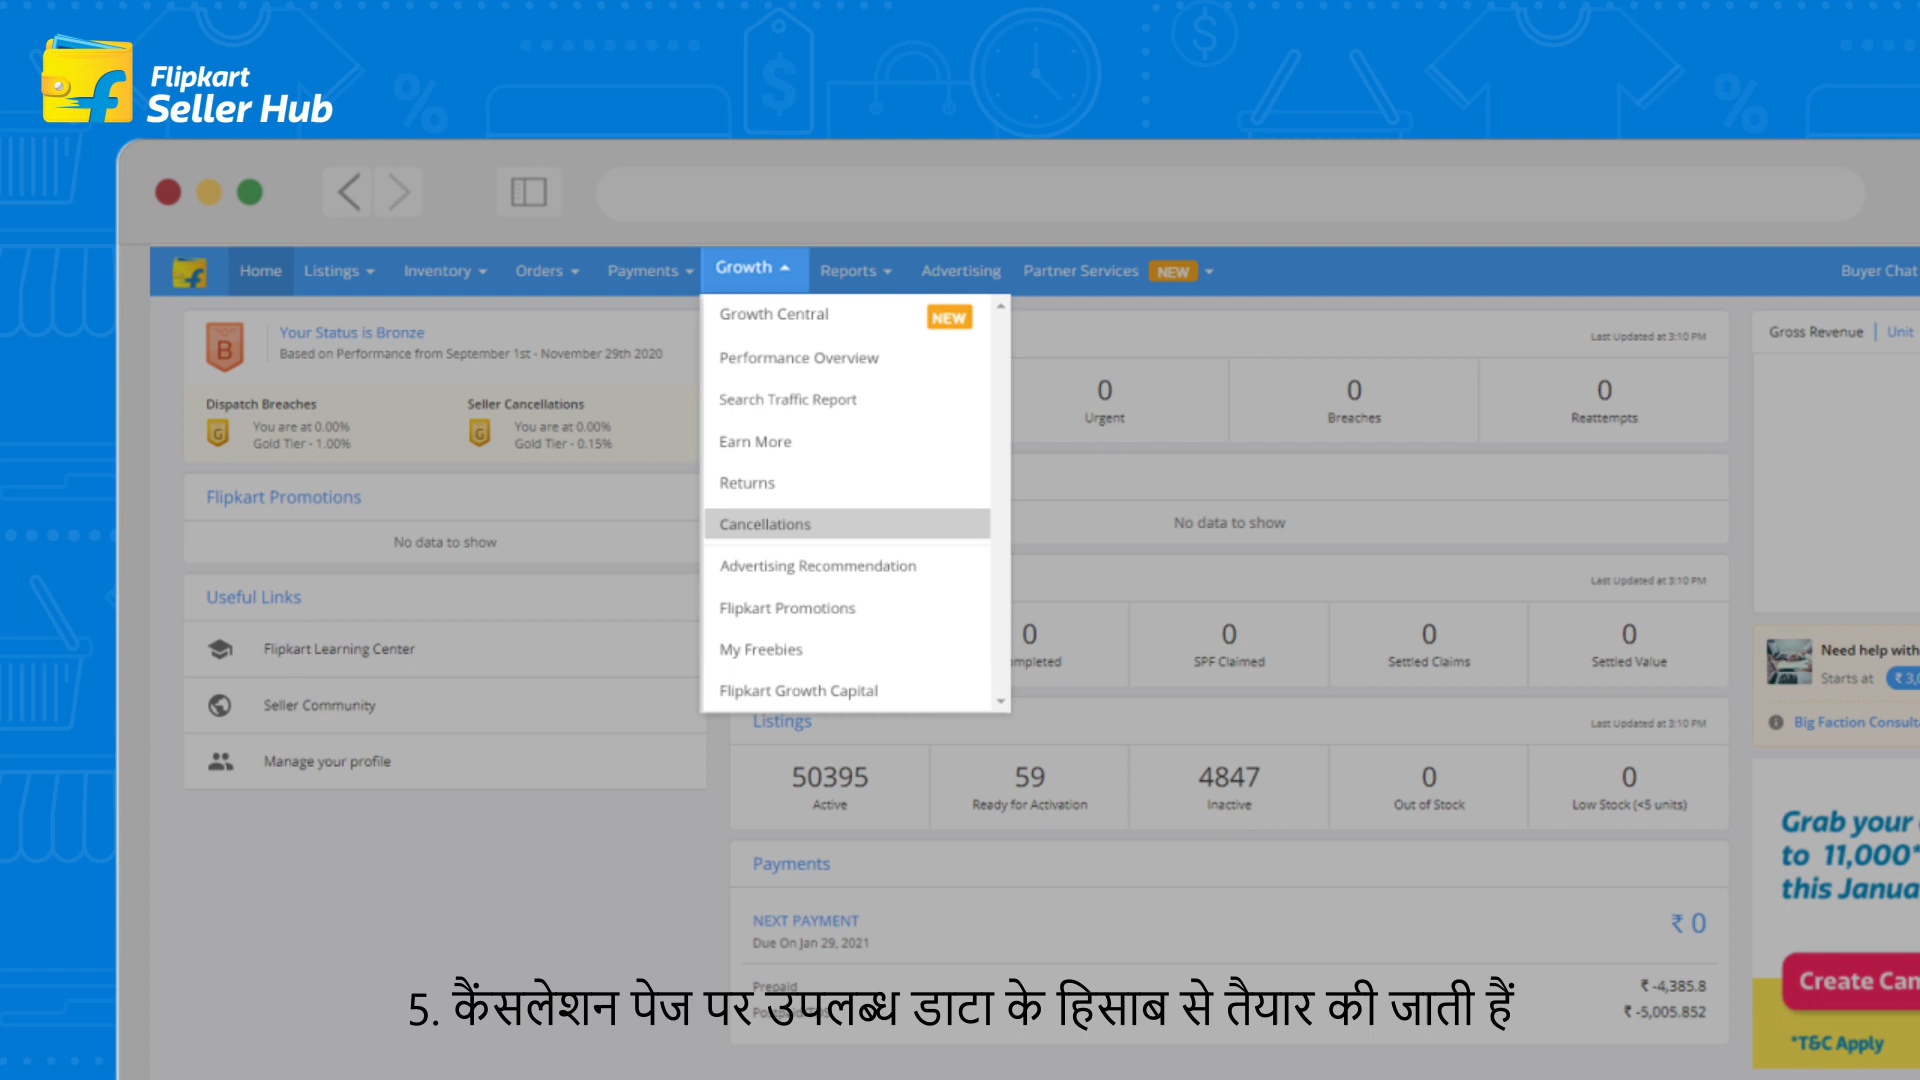 Flipkart
Seller Hub
Home
Listings
Inventory
Orders
Payments
Growth
Reports
Advertising
Partner Services
NEW
Buyer Chat
Growth Central
NEW
Performance Overview
Search Traffic Report
Earn More
Returns
Cancellations
Advertising Recommendation
Flipkart Promotions
My Freebies
Flipkart Growth Capital
B
Your Status is Bronze
Based on Performance from September 1st - November 29th 2020
Dispatch Breaches
G
You are at 0.00%
Gold Tier - 1.00%
Seller Cancellations
G
You are at 0.00%
Gold Tier - 0.15%
Flipkart Promotions
No data to show
Useful Links
Flipkart Learning Center
Seller Community
Manage your profile
Last Updated at 3:10 PM
0
Urgent
0
Breaches
0
Reattempts
No data to show
Last Updated at 3:10 PM
0
ompleted
0
SPF Claimed
0
Settled Claims
0
Settled Value
Listings
Last Updated at 3:10 PM
50395
Active
59
Ready for Activation
4847
Inactive
0
Out of Stock
0
Low Stock (<5 units)
Payments
NEXT PAYMENT
Due On Jan 29, 2021
₹ 0
Prepaid
₹ -4,385.8
₹ -5,005.852
Gross Revenue
Unit
Need help with
Starts at
₹ 3,0
Big Faction Consult
Grab your
to 11,000*
this Janua
Create Cam
*T&C Apply
5. कैंसलेशन पेज पर उपलब्ध डाटा के हिसाब से तैयार की जाती हैं